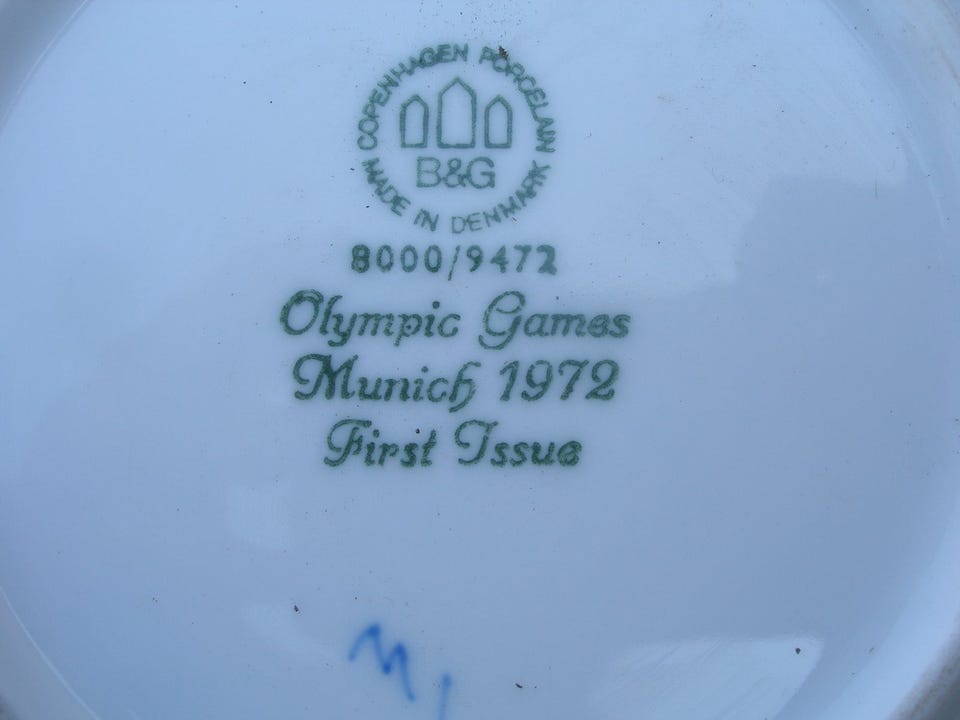 COPENHAGEN PORCELAIN
B&G
MADE IN DENMARK
8000/9472
Olympic Games
Munich 1972
First Issue